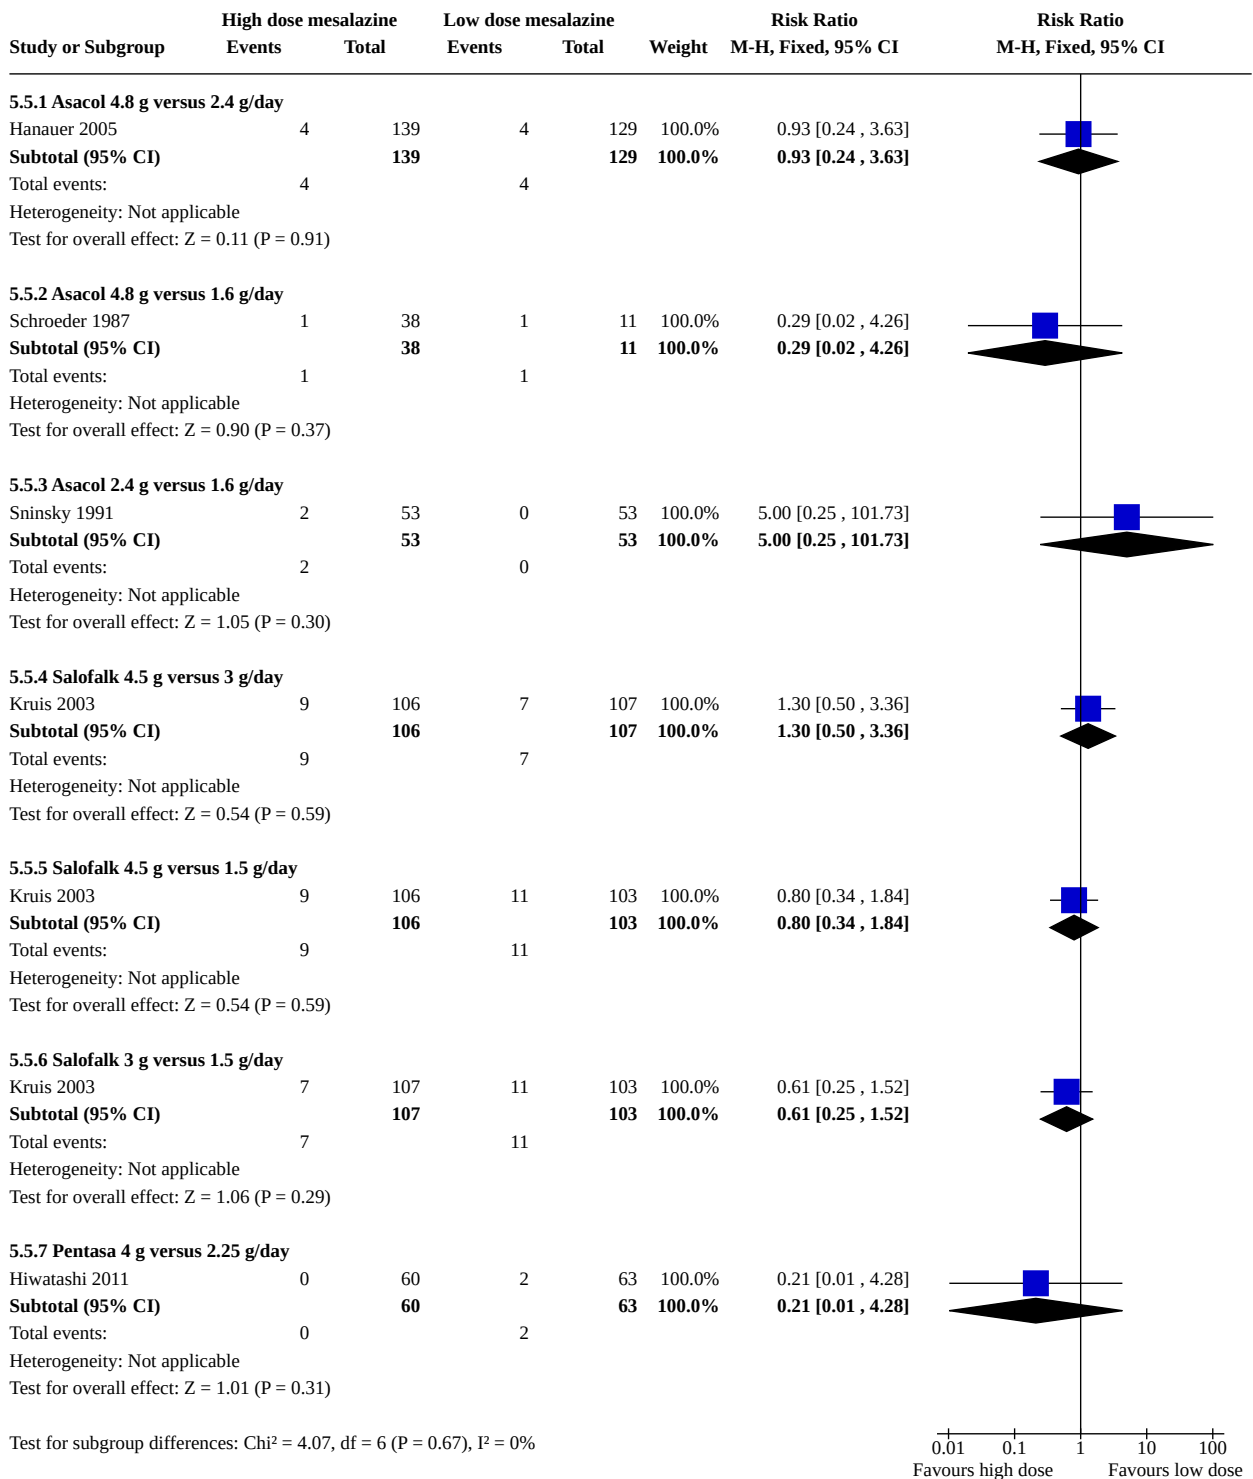 High dose mesalazine Low dose mesalazine Risk Ratio Risk Ratio
Study or Subgroup Events Total Events Total Weight M-H, Fixed, 95% CI M-H, Fixed, 95% CI
5.5.1 Asacol 4.8 g versus 2.4 g/day
Hanauer 2005 4 139 4 129 100.0% 0.93 [0.24 , 3.63]
Subtotal (95% CI) 139 129 100.0% 0.93 [0.24 , 3.63]
Total events: 4 4
Heterogeneity: Not applicable
Test for overall effect: Z = 0.11 (P = 0.91)
5.5.2 Asacol 4.8 g versus 1.6 g/day
Schroeder 1987 1 38 1 11 100.0% 0.29 [0.02 , 4.26]
Subtotal (95% CI) 38 11 100.0% 0.29 [0.02 , 4.26]
Total events: 1 1
Heterogeneity: Not applicable
Test for overall effect: Z = 0.90 (P = 0.37)
5.5.3 Asacol 2.4 g versus 1.6 g/day
Sninsky 1991 2 53 0 53 100.0% 5.00 [0.25 , 101.73]
Subtotal (95% CI) 53 53 100.0% 5.00 [0.25 , 101.73]
Total events: 2 0
Heterogeneity: Not applicable
Test for overall effect: Z = 1.05 (P = 0.30)
5.5.4 Salofalk 4.5 g versus 3 g/day
Kruis 2003 9 106 7 107 100.0% 1.30 [0.50 , 3.36]
Subtotal (95% CI) 106 107 100.0% 1.30 [0.50 , 3.36]
Total events: 9 7
Heterogeneity: Not applicable
Test for overall effect: Z = 0.54 (P = 0.59)
5.5.5 Salofalk 4.5 g versus 1.5 g/day
Kruis 2003 9 106 11 103 100.0% 0.80 [0.34 , 1.84]
Subtotal (95% CI) 106 103 100.0% 0.80 [0.34 , 1.84]
Total events: 9 11
Heterogeneity: Not applicable
Test for overall effect: Z = 0.54 (P = 0.59)
5.5.6 Salofalk 3 g versus 1.5 g/day
Kruis 2003 7 107 11 103 100.0% 0.61 [0.25 , 1.52]
Subtotal (95% CI) 107 103 100.0% 0.61 [0.25 , 1.52]
Total events: 7 11
Heterogeneity: Not applicable
Test for overall effect: Z = 1.06 (P = 0.29)
5.5.7 Pentasa 4 g versus 2.25 g/day
Hiwatashi 2011 0 60 2 63 100.0% 0.21 [0.01 , 4.28]
Subtotal (95% CI) 60 63 100.0% 0.21 [0.01 , 4.28]
Total events: 0 2
Heterogeneity: Not applicable
Test for overall effect: Z = 1.01 (P = 0.31)
Test for subgroup differences: Chi² = 4.07, df = 6 (P = 0.67), I² = 0%
0.01 0.1 1 10 100
Favours high dose Favours low dose